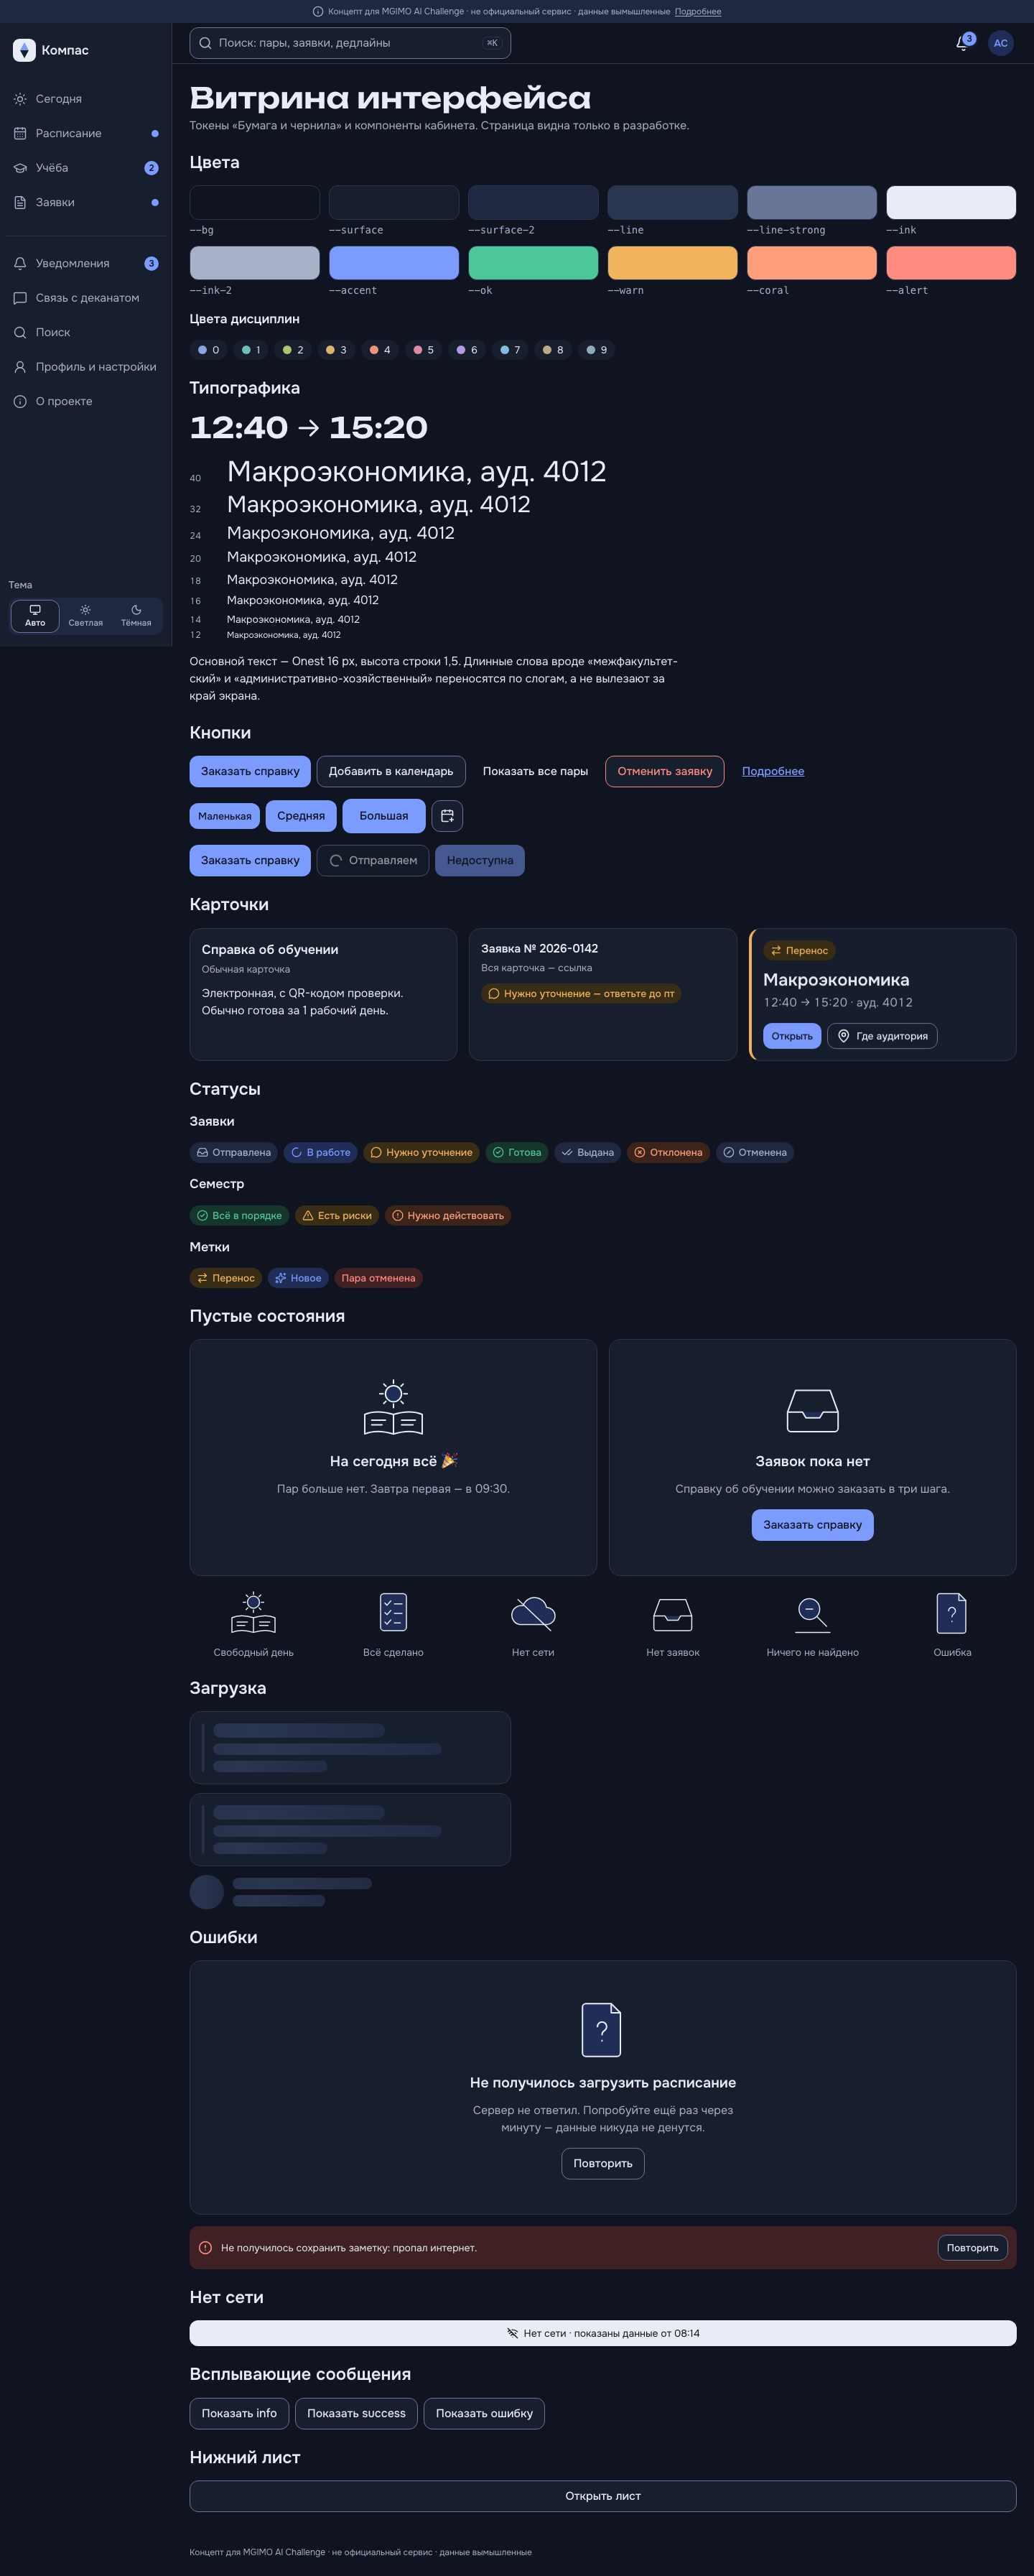 Концепт для MGIMO AI Challenge · не официальный сервис · данные вымышленные Подробнее
Компас
Поиск: пары, заявки, дедлайны
⌘K
3
АС
Сегодня
Расписание
Учёба
2
Заявки
Уведомления
3
Связь с деканатом
Поиск
Профиль и настройки
О проекте
Тема
Авто
Светлая
Тёмная
Витрина интерфейса
Токены «Бумага и чернила» и компоненты кабинета. Страница видна только в разработке.
Цвета
--bg
--surface
--surface-2
--line
--line-strong
--ink
--ink-2
--accent
--ok
--warn
--coral
--alert
Цвета дисциплин
0 1 2 3 4 5 6 7 8 9
Типографика
12:40 → 15:20
40 Макроэкономика, ауд. 4012
32 Макроэкономика, ауд. 4012
24 Макроэкономика, ауд. 4012
20 Макроэкономика, ауд. 4012
18 Макроэкономика, ауд. 4012
16 Макроэкономика, ауд. 4012
14 Макроэкономика, ауд. 4012
12 Макроэкономика, ауд. 4012
Основной текст — Onest 16 px, высота строки 1,5. Длинные слова вроде «межфакультет-
ский» и «административно-хозяйственный» переносятся по слогам, а не вылезают за
край экрана.
Кнопки
Заказать справку
Добавить в календарь
Показать все пары
Отменить заявку
Подробнее
Маленькая
Средняя
Большая
Заказать справку
Отправляем
Недоступна
Карточки
Справка об обучении
Обычная карточка
Электронная, с QR-кодом проверки.
Обычно готова за 1 рабочий день.
Заявка № 2026-0142
Вся карточка — ссылка
Нужно уточнение — ответьте до пт
Перенос
Макроэкономика
12:40 → 15:20 · ауд. 4012
Открыть
Где аудитория
Статусы
Заявки
Отправлена
В работе
Нужно уточнение
Готова
Выдана
Отклонена
Отменена
Семестр
Всё в порядке
Есть риски
Нужно действовать
Метки
Перенос
Новое
Пара отменена
Пустые состояния
На сегодня всё 🎉
Пар больше нет. Завтра первая — в 09:30.
Заявок пока нет
Справку об обучении можно заказать в три шага.
Заказать справку
Свободный день
Всё сделано
Нет сети
Нет заявок
Ничего не найдено
?
Ошибка
Загрузка
Ошибки
?
Не получилось загрузить расписание
Сервер не ответил. Попробуйте ещё раз через
минуту — данные никуда не денутся.
Повторить
Не получилось сохранить заметку: пропал интернет.
Повторить
Нет сети
Нет сети · показаны данные от 08:14
Всплывающие сообщения
Показать info
Показать success
Показать ошибку
Нижний лист
Открыть лист
Концепт для MGIMO AI Challenge · не официальный сервис · данные вымышленные